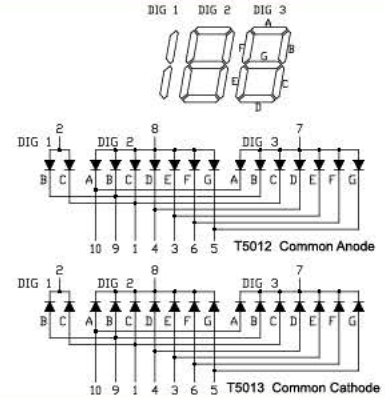 DIG 1 DIG 2 DIG 3
A
F B
G
E C
D
2 8 7
DIG 1 DIG 2 DIG 3
B C A B C D E F G A B C D E F G
10 9 1 4 3 6 5 T5012 Common Anode
2 8 7
DIG 1 DIG 2 DIG 3
B C A B C D E F G A B C D E F G
10 9 1 4 3 6 5 T5013 Common Cathode